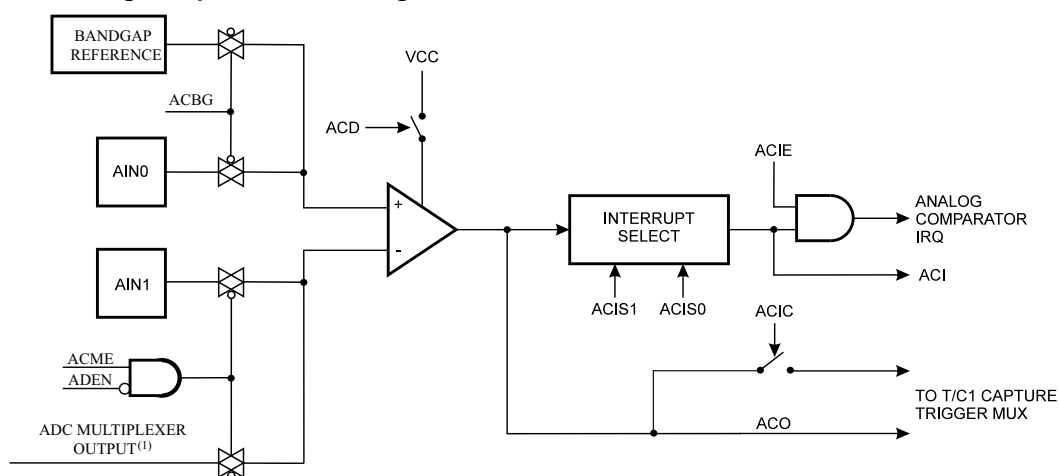 BANDGAP
REFERENCE
VCC
ACBG
ACD
ACIE
AIN0
+
-
INTERRUPT
SELECT
ANALOG
COMPARATOR
IRQ
ACI
AIN1
ACIS1
ACIS0
ACIC
ACME
ADEN
TO T/C1 CAPTURE
TRIGGER MUX
ACO
ADC MULTIPLEXER
OUTPUT(1)